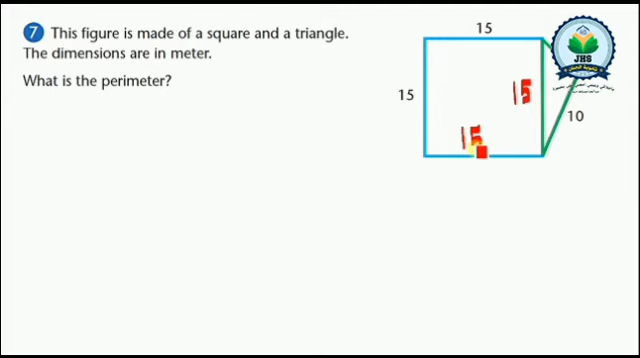 7 This figure is made of a square and a triangle.
The dimensions are in meter.
What is the perimeter?
15
15
15
15
10
JHS